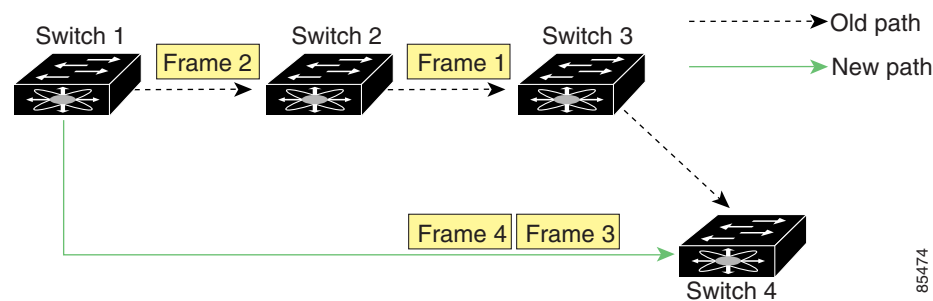 Switch 1
Switch 2
Switch 3
Old path
Frame 2
Frame 1
New path
Frame 4
Frame 3
Switch 4
85474